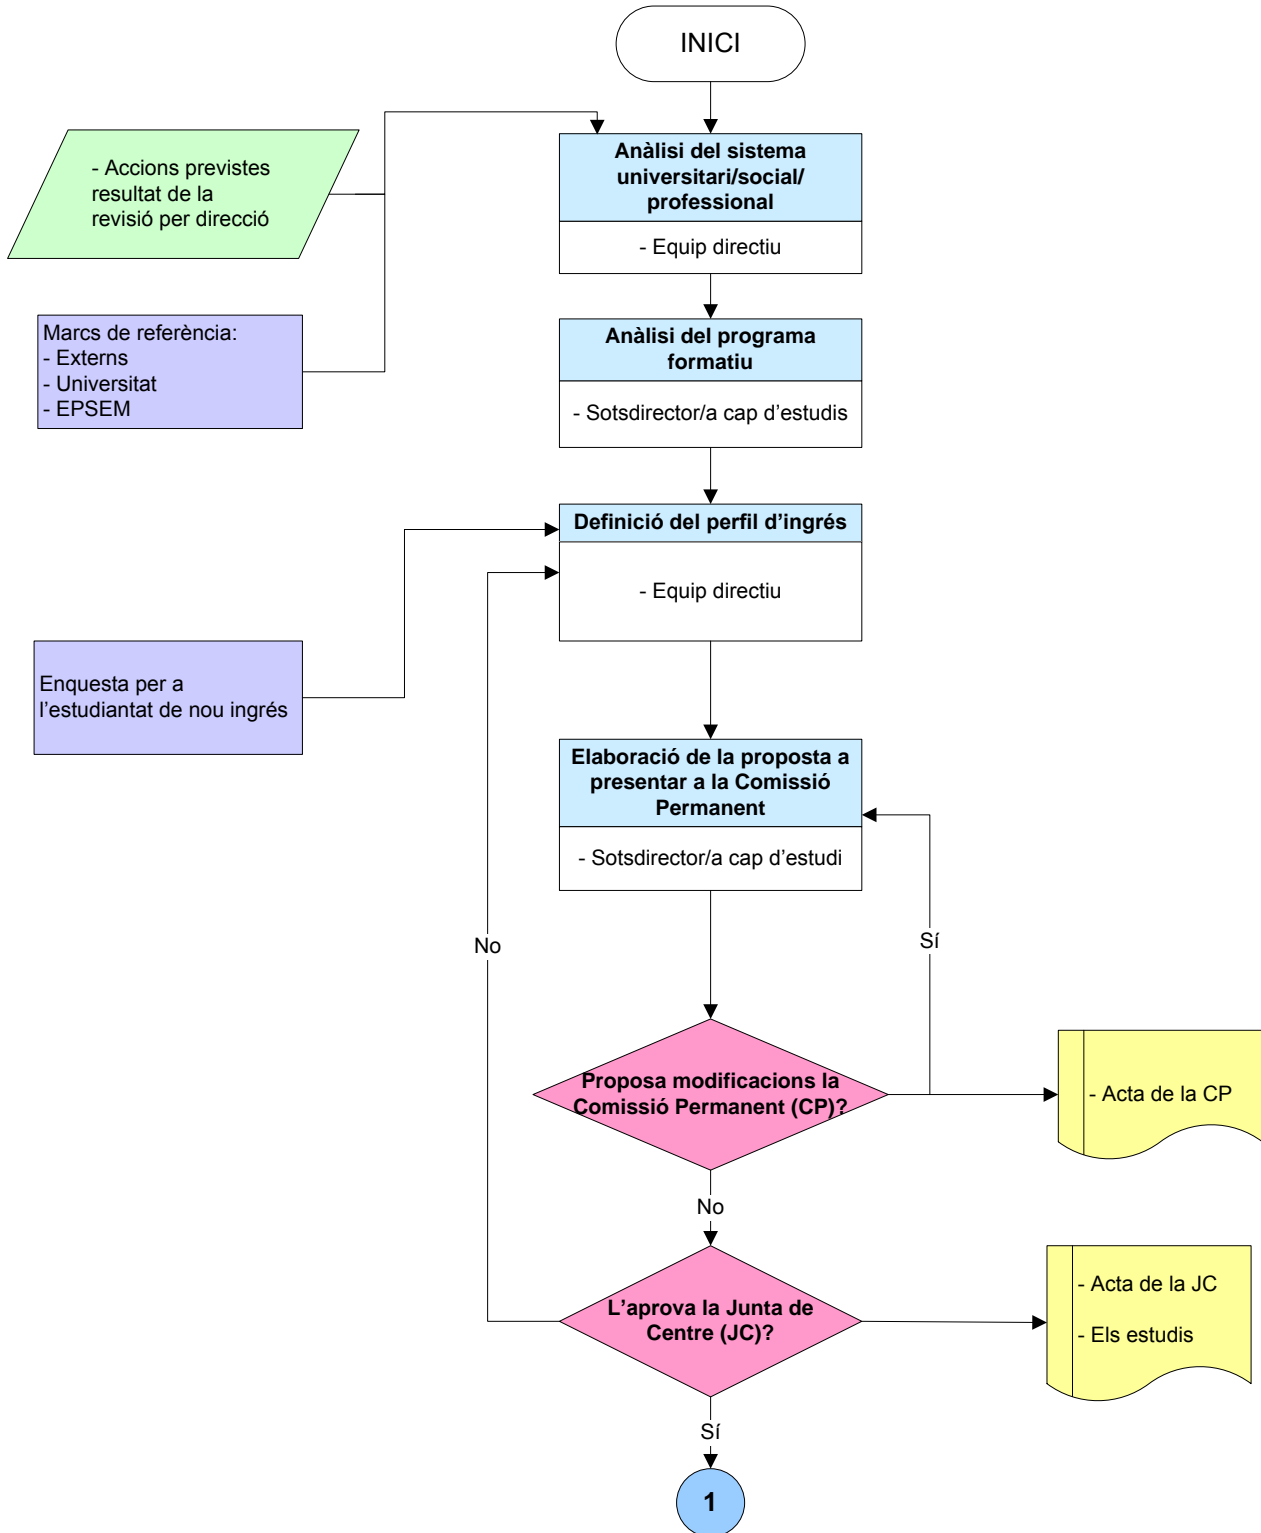 INICI
- Accions previstes
resultat de la
revisió per direcció
Anàlisi del sistema
universitari/social/
professional
- Equip directiu
Marcs de referència:
- Externs
- Universitat
- EPSEM
Anàlisi del programa
formatiu
- Sotsdirector/a cap d’estudis
Definició del perfil d’ingrés
- Equip directiu
Enquesta per a
l’estudiantat de nou ingrés
Elaboració de la proposta a
presentar a la Comissió
Permanent
- Sotsdirector/a cap d’estudi
No
Sí
Proposa modificacions la
Comissió Permanent (CP)?
- Acta de la CP
No
L’aprova la Junta de
Centre (JC)?
- Acta de la JC
- Els estudis
Sí
1